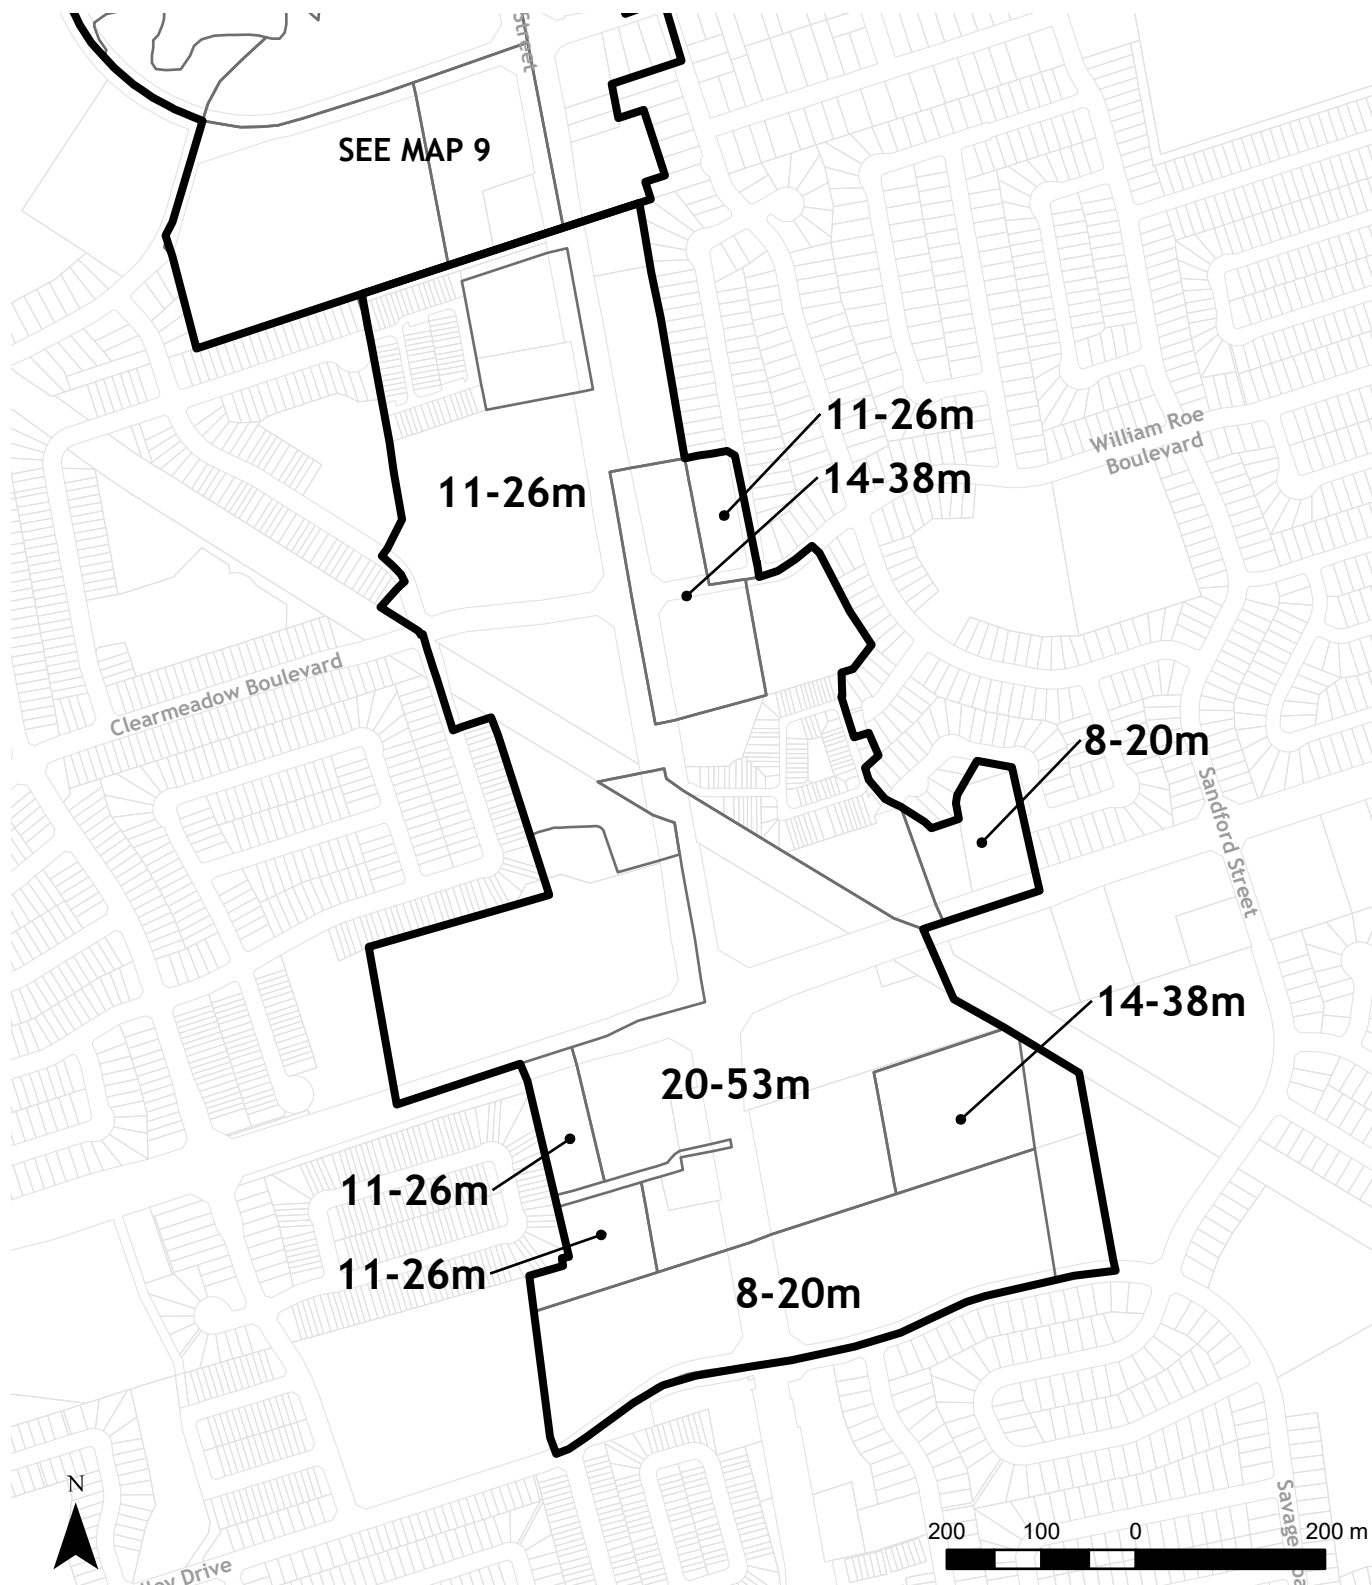 Street
SEE MAP 9
11-26m
William Roe
Boulevard
14-38m
11-26m
Clearmeadow Boulevard
8-20m
Sandford Street
14-38m
20-53m
11-26m
11-26m
8-20m
N
Savage
200 100 0 200 m
Drive